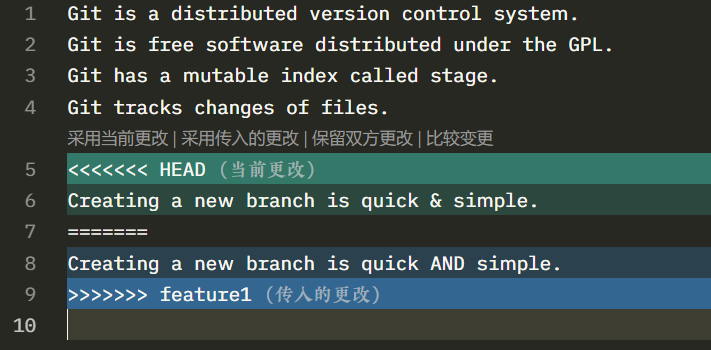 1 Git is a distributed version control system.
2 Git is free software distributed under the GPL.
3 Git has a mutable index called stage.
4 Git tracks changes of files.
采用当前更改 | 采用传入的更改 | 保留双方更改 | 比较变更
5 <<<<<<< HEAD (当前更改)
6 Creating a new branch is quick & simple.
7 =======
8 Creating a new branch is quick AND simple.
9 >>>>>>> feature1 (传入的更改)
10